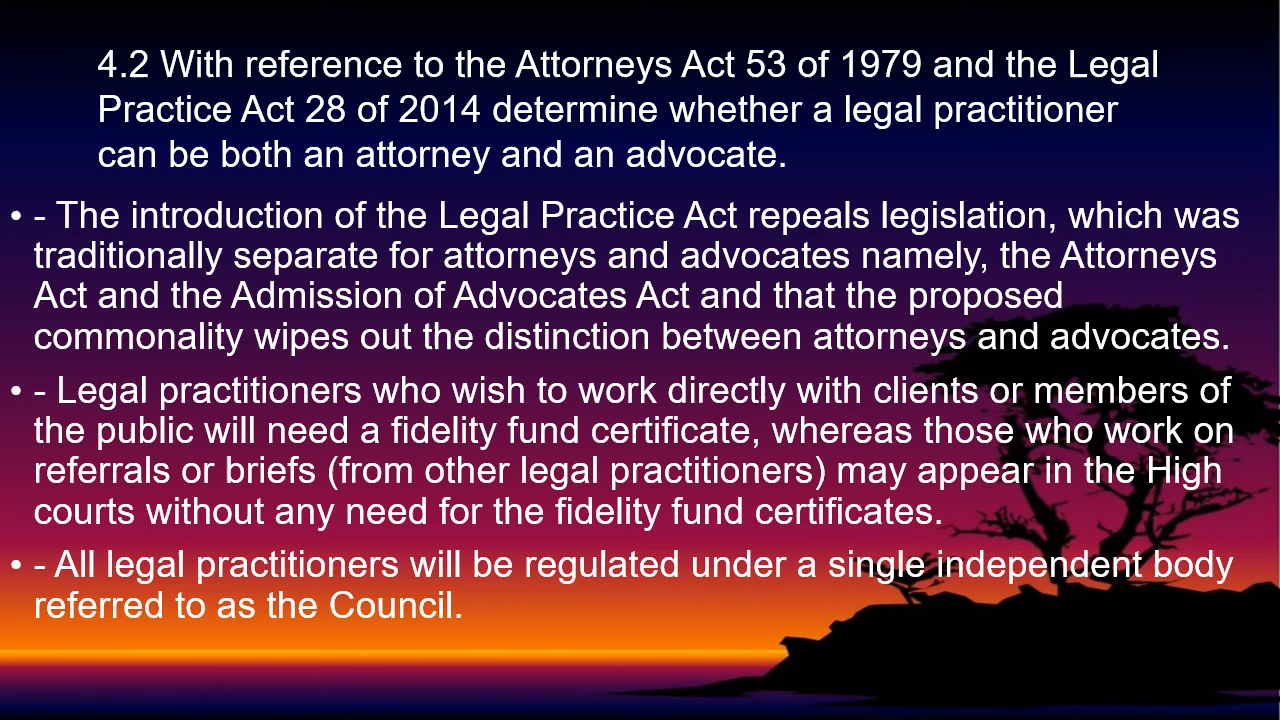 4.2 With reference to the Attorneys Act 53 of 1979 and the Legal
Practice Act 28 of 2014 determine whether a legal practitioner
can be both an attorney and an advocate.
• - The introduction of the Legal Practice Act repeals legislation, which was
traditionally separate for attorneys and advocates namely, the Attorneys
Act and the Admission of Advocates Act and that the proposed
commonality wipes out the distinction between attorneys and advocates.
• - Legal practitioners who wish to work directly with clients or members of
the public will need a fidelity fund certificate, whereas those who work on
referrals or briefs (from other legal practitioners) may appear in the High
courts without any need for the fidelity fund certificates.
• - All legal practitioners will be regulated under a single independent body
referred to as the Council.